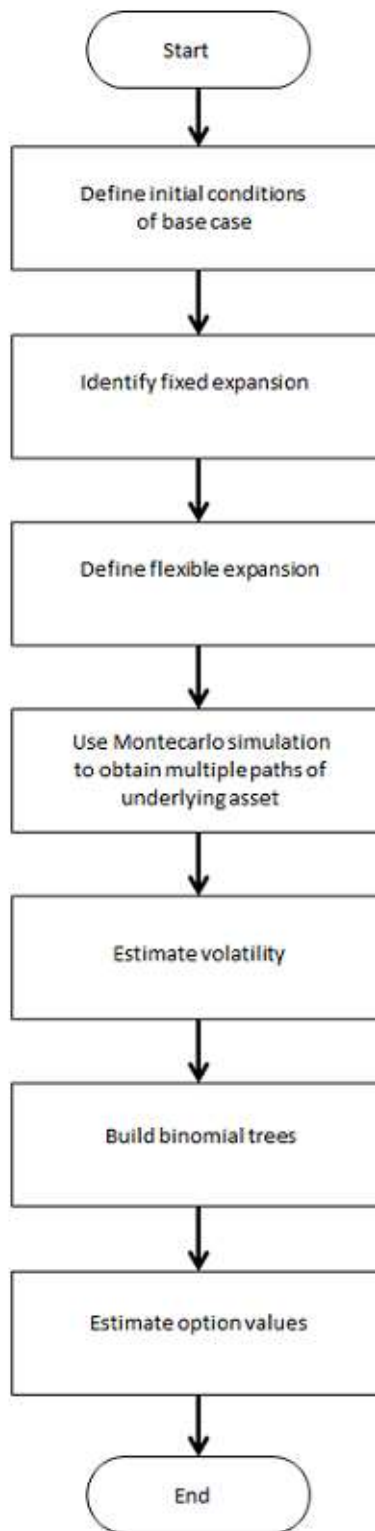 Start
Define initial conditions
of base case
Identify fixed expansion
Define flexible expansion
Use Montecarlo simulation
to obtain multiple paths of
underlying asset
Estimate volatility
Build binomial trees
Estimate option values
End